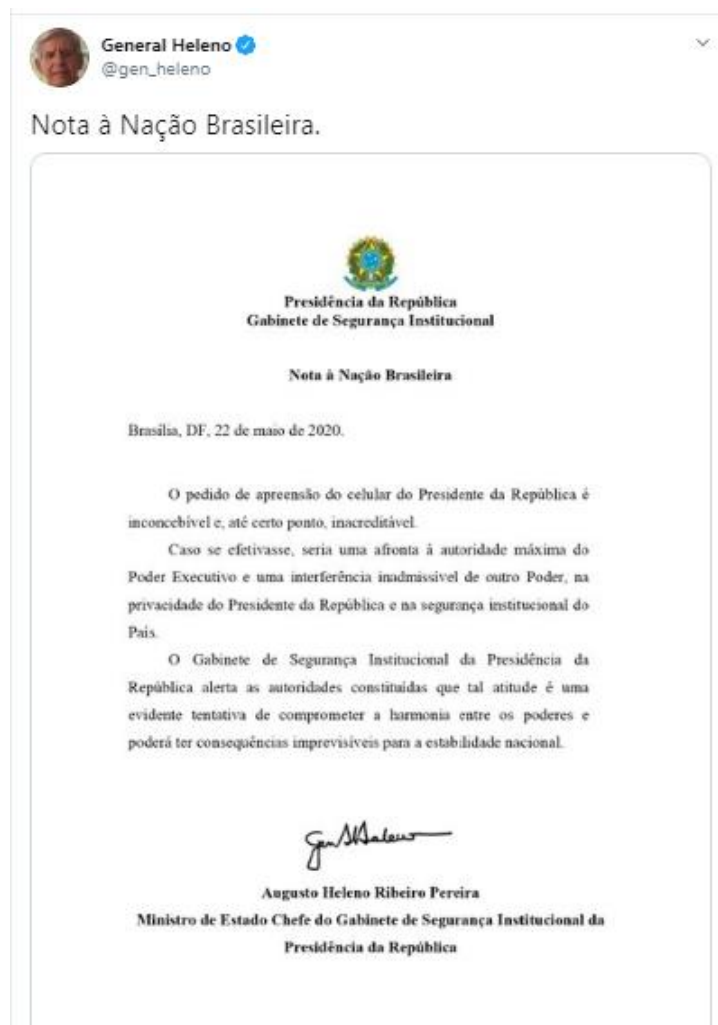 General Heleno
@gen_heleno
Nota à Nação Brasileira.
Presidência da República
Gabinete de Segurança Institucional
Nota à Nação Brasileira
Brasília, DF, 22 de maio de 2020.
O pedido de apreensão do celular do Presidente da República é
inconcebível e, até certo ponto, inacreditável.
Caso se efetivasse, seria uma afronta à autoridade máxima do
Poder Executivo e uma interferência inadmissível de outro Poder, na
privacidade do Presidente da República e na segurança institucional do
País.
O Gabinete de Segurança Institucional da Presidência da
República alerta as autoridades constituídas que tal atitude é uma
evidente tentativa de comprometer a harmonia entre os poderes e
poderá ter consequências imprevisíveis para a estabilidade nacional.
Gen AHeleno
Augusto Heleno Ribeiro Pereira
Ministro de Estado Chefe do Gabinete de Segurança Institucional da
Presidência da República